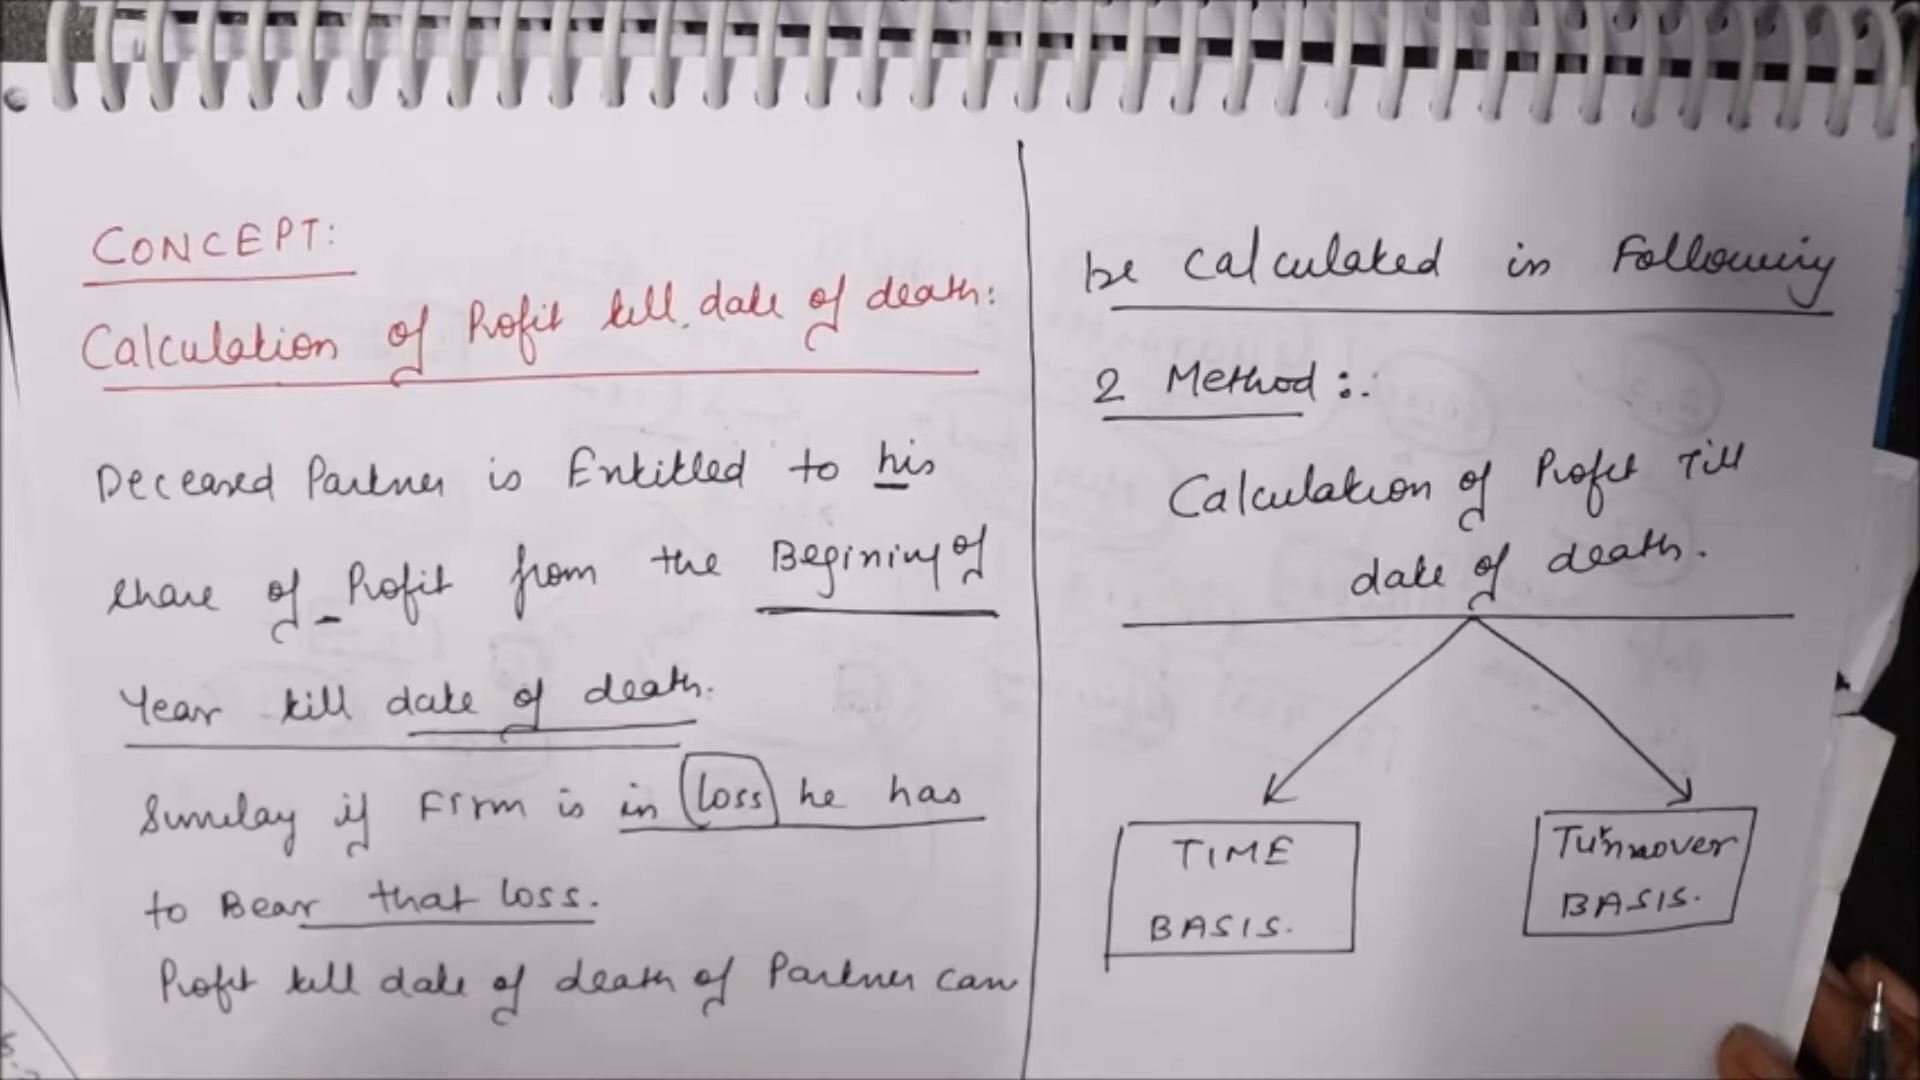 CONCEPT:
Calculation of Profit till date of death:
Deceased Partner is Entitled to his
share of Profit from the Begining of
Year till date of death.
Similay if Firm is in loss he has
to Bear that loss.
Profit till date of death of Partner can
be Calculated in Following
2 Method :.
Calculation of Profit Till
date of death.
TIME
BASIS.
Turnover
BASIS.